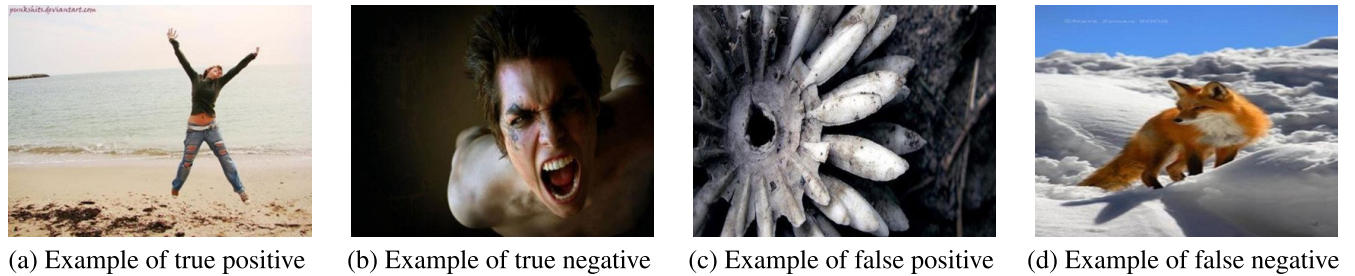 punkshits.deviantart.com
(a) Example of true positive
(b) Example of true negative
(c) Example of false positive
(d) Example of false negative